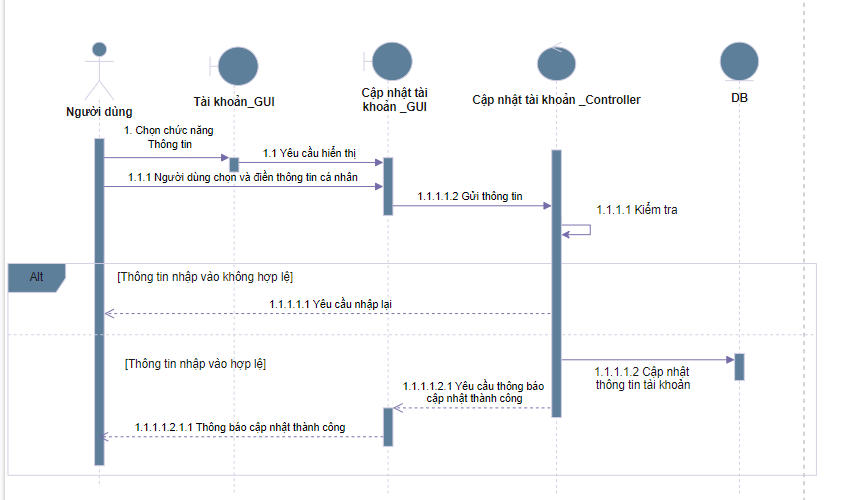 Người dùng
Tài khoản_GUI
Cập nhật tài
khoản _GUI
Cập nhật tài khoản _Controller
DB
1. Chọn chức năng
Thông tin
1.1 Yêu cầu hiển thị
1.1.1 Người dùng chọn và điền thông tin cá nhân
1.1.1.1.2 Gửi thông tin
1.1.1.1 Kiểm tra
Alt
[Thông tin nhập vào không hợp lệ]
1.1.1.1.1 Yêu cầu nhập lại
[Thông tin nhập vào hợp lệ]
1.1.1.1.2 Cập nhật
thông tin tài khoản
1.1.1.1.2.1 Yêu cầu thông báo
cập nhật thành công
1.1.1.1.2.1.1 Thông báo cập nhật thành công